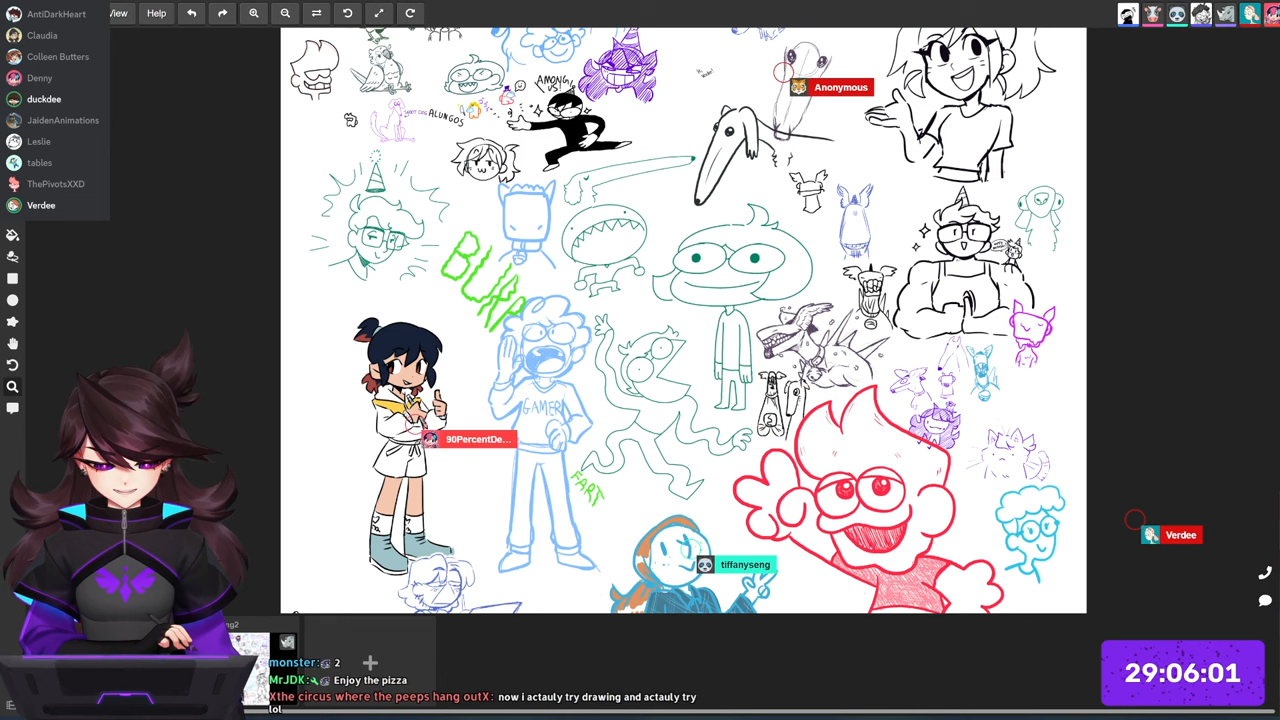 AntiDarkHeart
Claudia
Colleen Butters
Denny
duckdee
JaidenAnimations
Leslie
tables
ThePivotsXXD
Verdee
View
Help
AMONG
US!
ALUNGOS
Anonymous
BURP
GAMER
FART
90PercentDe...
tiffanyseng
Verdee
ng2
monster: 2
MrJDK: Enjoy the pizza
Xthe circus where the peeps hang outX: now i actauly try drawing and actauly try
lol
29:06:01